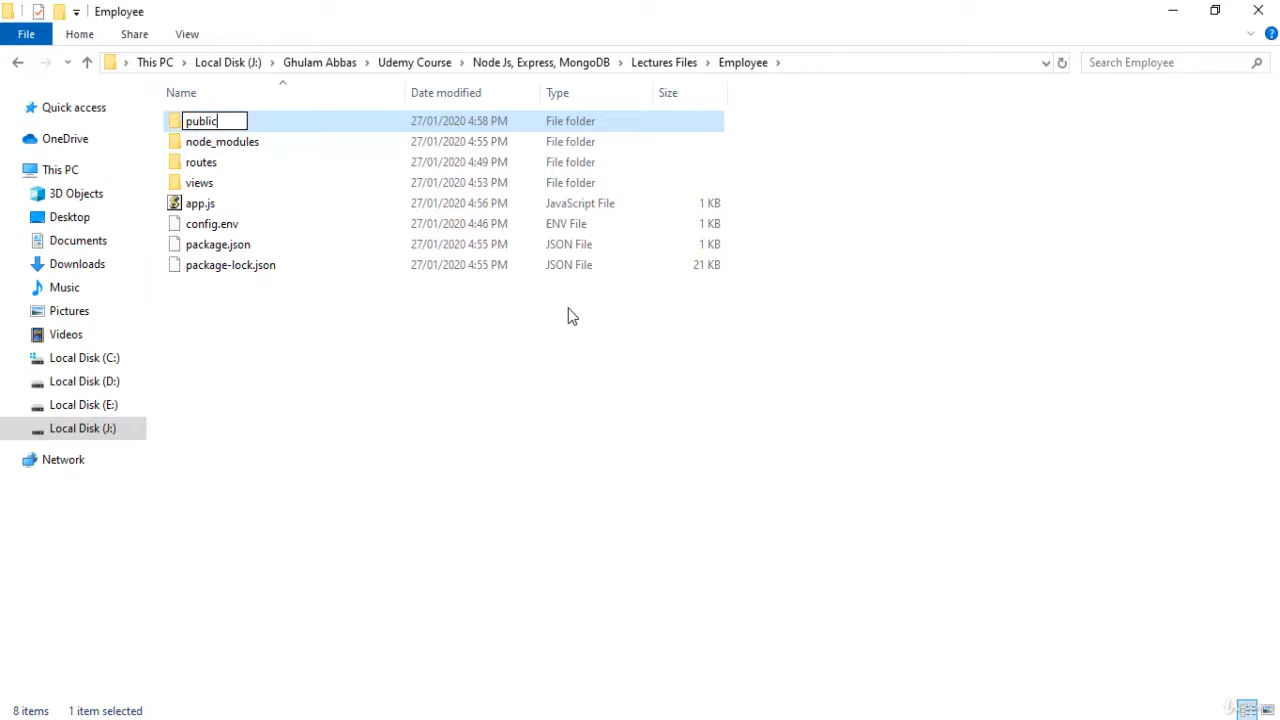 Employee
File Home Share View
This PC Local Disk (J:) Ghulam Abbas Udemy Course Node Js, Express, MongoDB Lectures Files Employee Search Employee
Name Date modified Type Size
Quick access
OneDrive
This PC
3D Objects
Desktop
Documents
Downloads
Music
Pictures
Videos
Local Disk (C:)
Local Disk (D:)
Local Disk (E:)
Local Disk (J:)
Network
public 27/01/2020 4:58 PM File folder
node_modules 27/01/2020 4:55 PM File folder
routes 27/01/2020 4:49 PM File folder
views 27/01/2020 4:53 PM File folder
app.js 27/01/2020 4:56 PM JavaScript File 1 KB
config.env 27/01/2020 4:46 PM ENV File 1 KB
package.json 27/01/2020 4:55 PM JSON File 1 KB
package-lock.json 27/01/2020 4:55 PM JSON File 21 KB
8 items 1 item selected